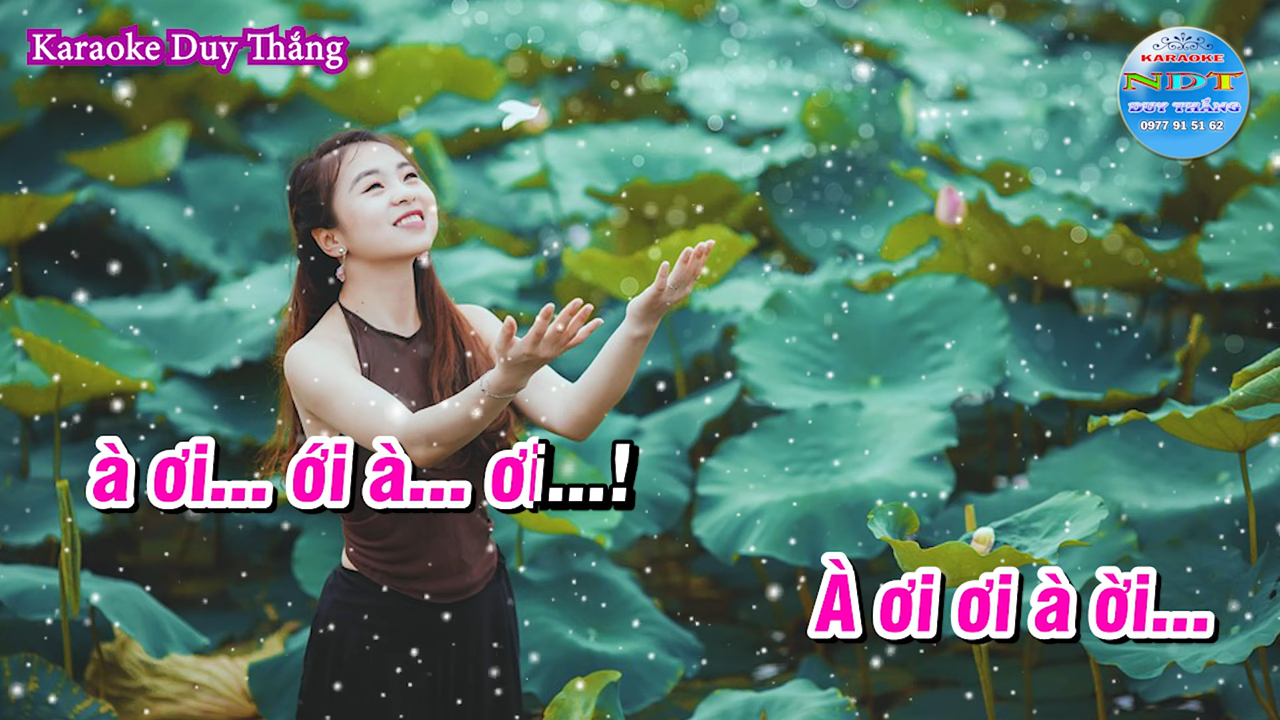 Karaoke Duy Thắng
KARAOKE
NDT
DUY THẮNG
0977 91 51 62
à ơi... ới à... ơi...!
À ơi ơi à ời...